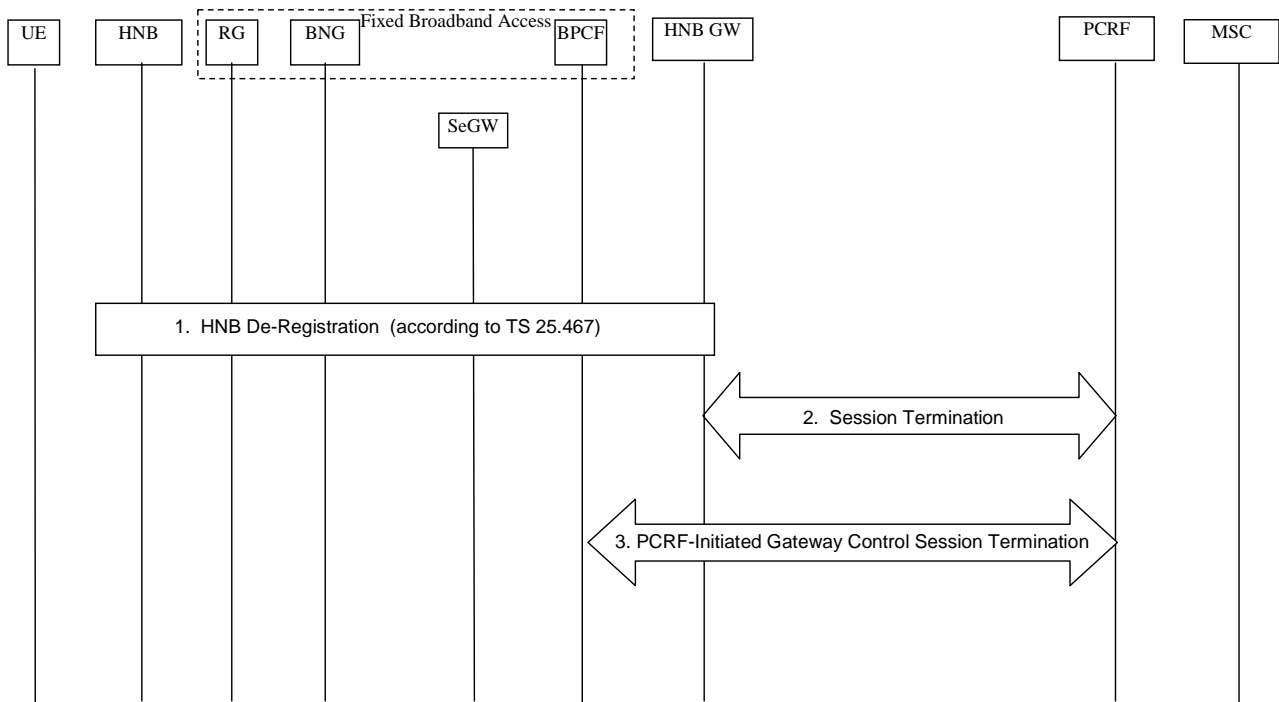 Fixed Broadband Access
UE
HNB
RG
BNG
BPCF
HNB GW
PCRF
MSC
SeGW
1. HNB De-Registration (according to TS 25.467)
2. Session Termination
3. PCRF-Initiated Gateway Control Session Termination